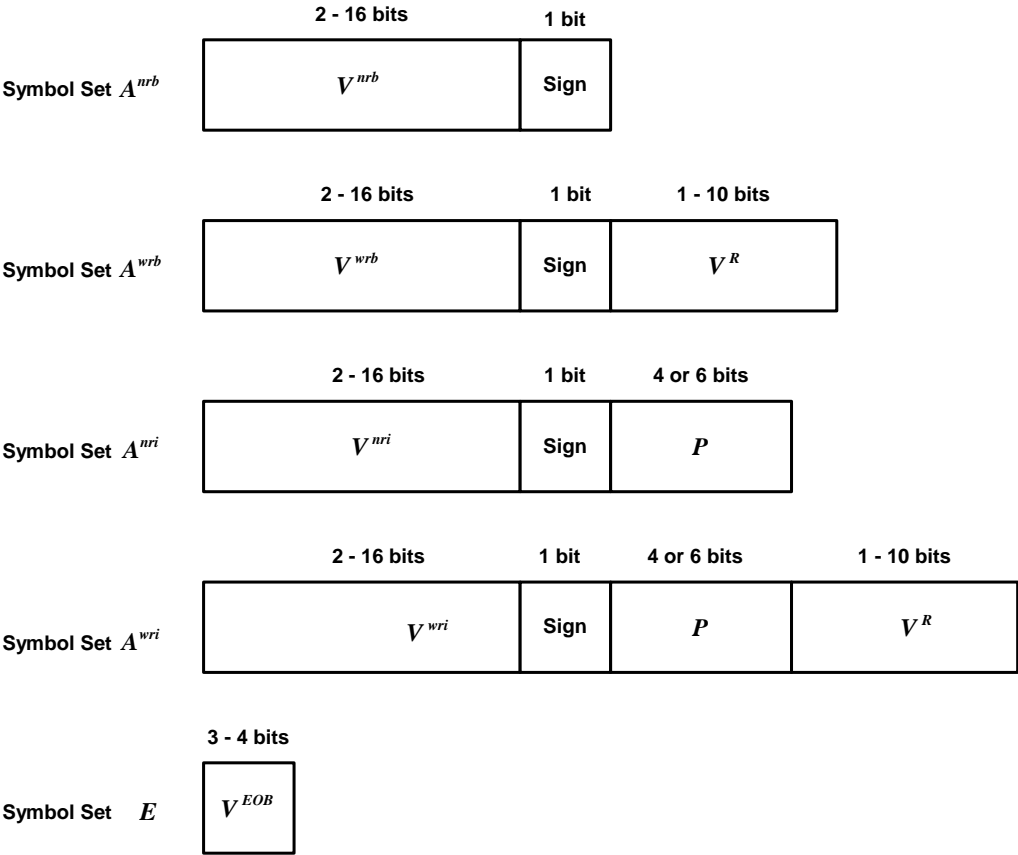 2 - 16 bits 1 bit
Symbol Set A^nrb V^nrb Sign
2 - 16 bits 1 bit 1 - 10 bits
Symbol Set A^wrb V^wrb Sign V^R
2 - 16 bits 1 bit 4 or 6 bits
Symbol Set A^nri V^nri Sign P
2 - 16 bits 1 bit 4 or 6 bits 1 - 10 bits
Symbol Set A^wri V^wri Sign P V^R
3 - 4 bits
Symbol Set E V^EOB